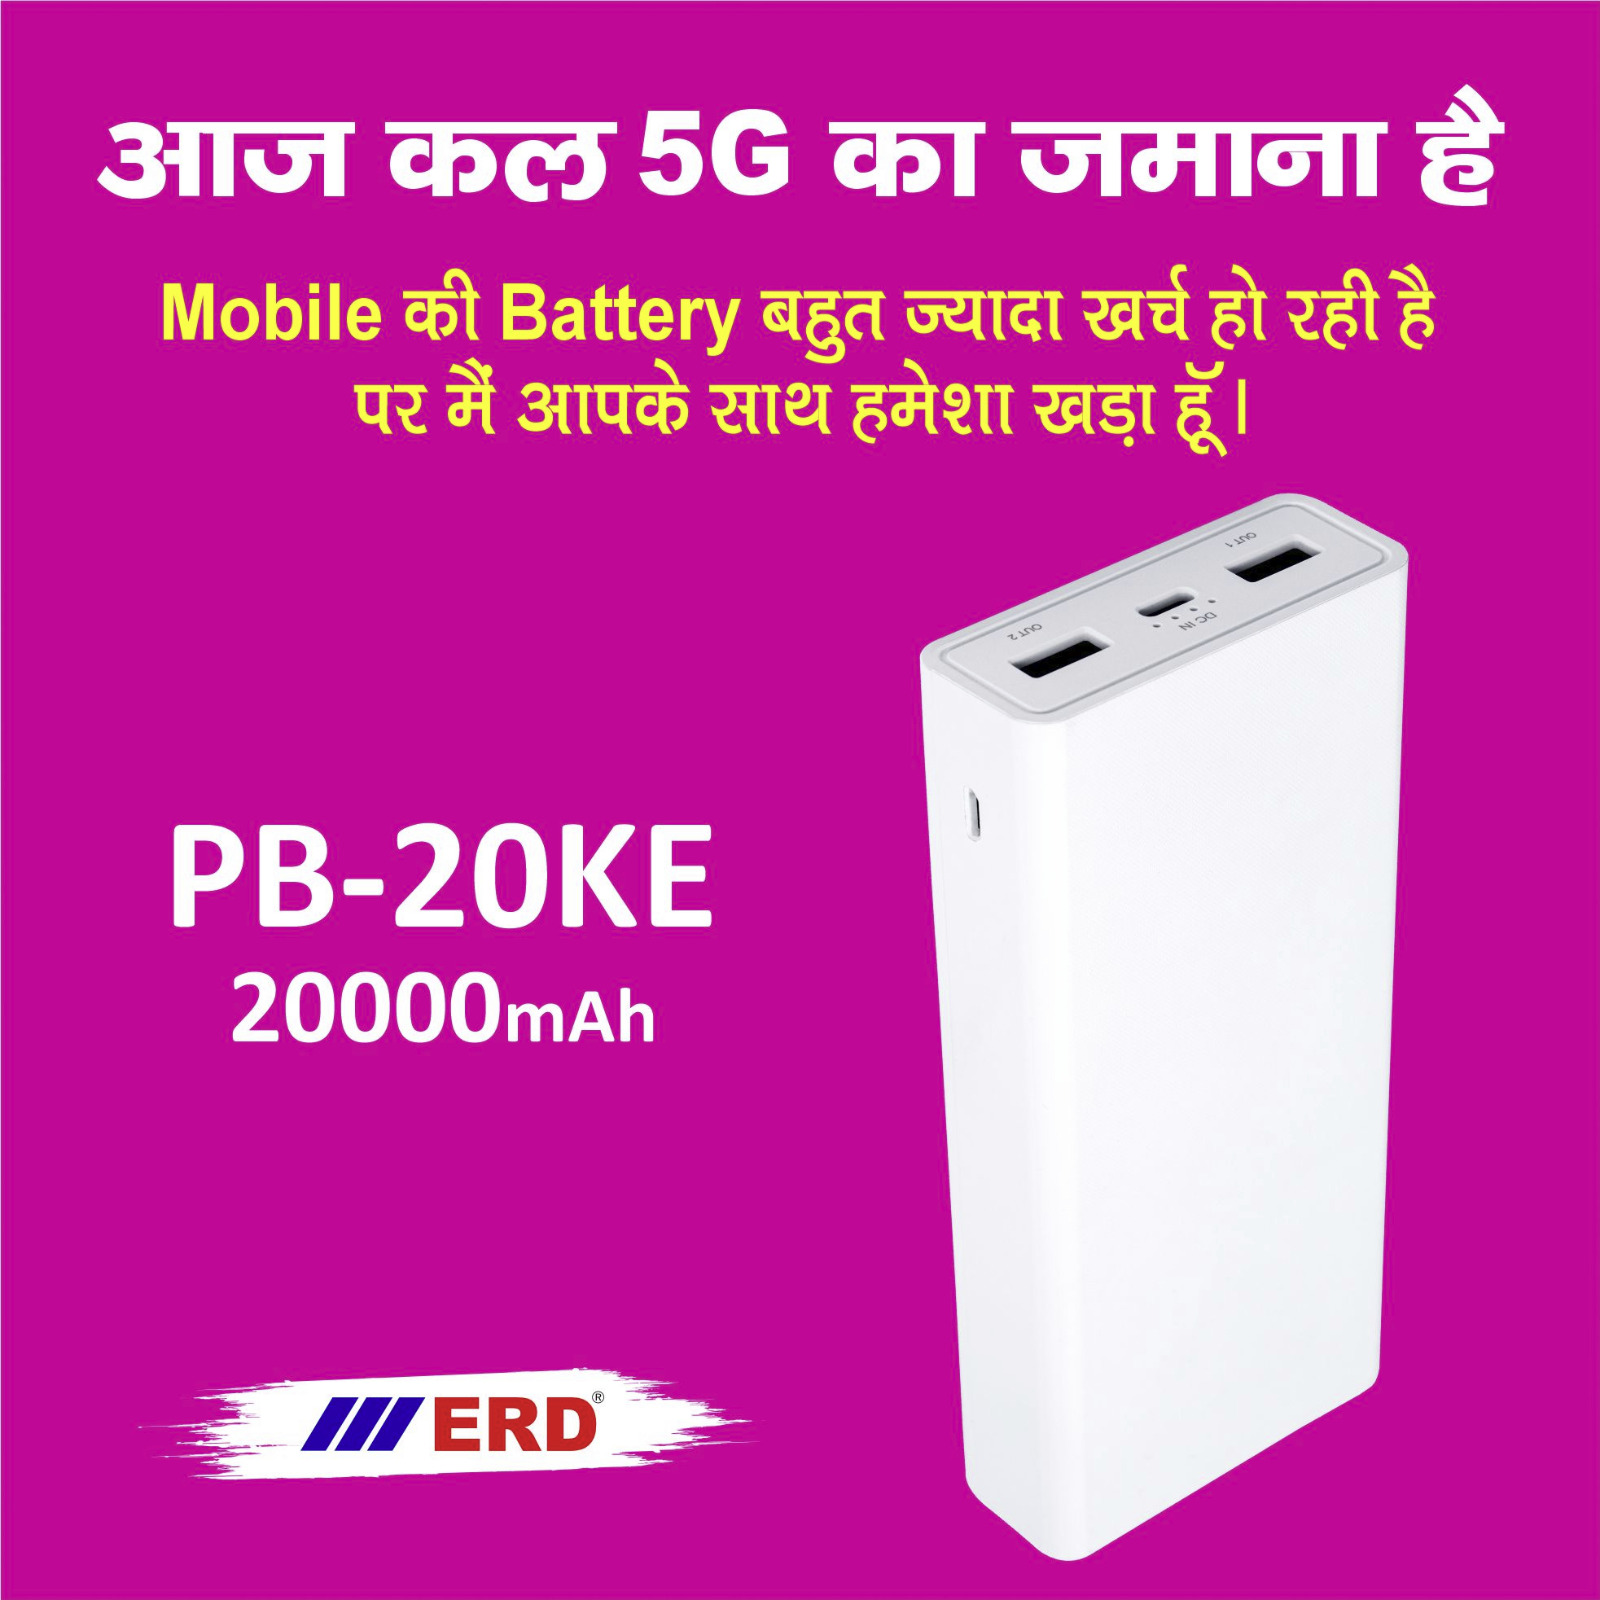 आज कल 5G का जमाना है
Mobile की Battery बहुत ज्यादा खर्च हो रही है
पर मैं आपके साथ हमेशा खड़ा हूॅ।
OUT 1
DC IN
OUT 2
PB-20KE
20000mAh
ERD®